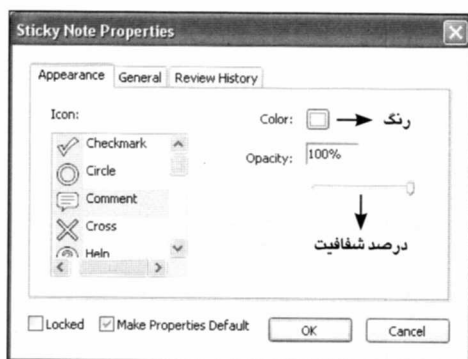 Sticky Note Properties
Appearance General Review History
Icon:
Checkmark
Circle
Comment
Cross
Help
Color:
رنگ
Opacity: 100%
درصد شفافیت
Locked Make Properties Default OK Cancel